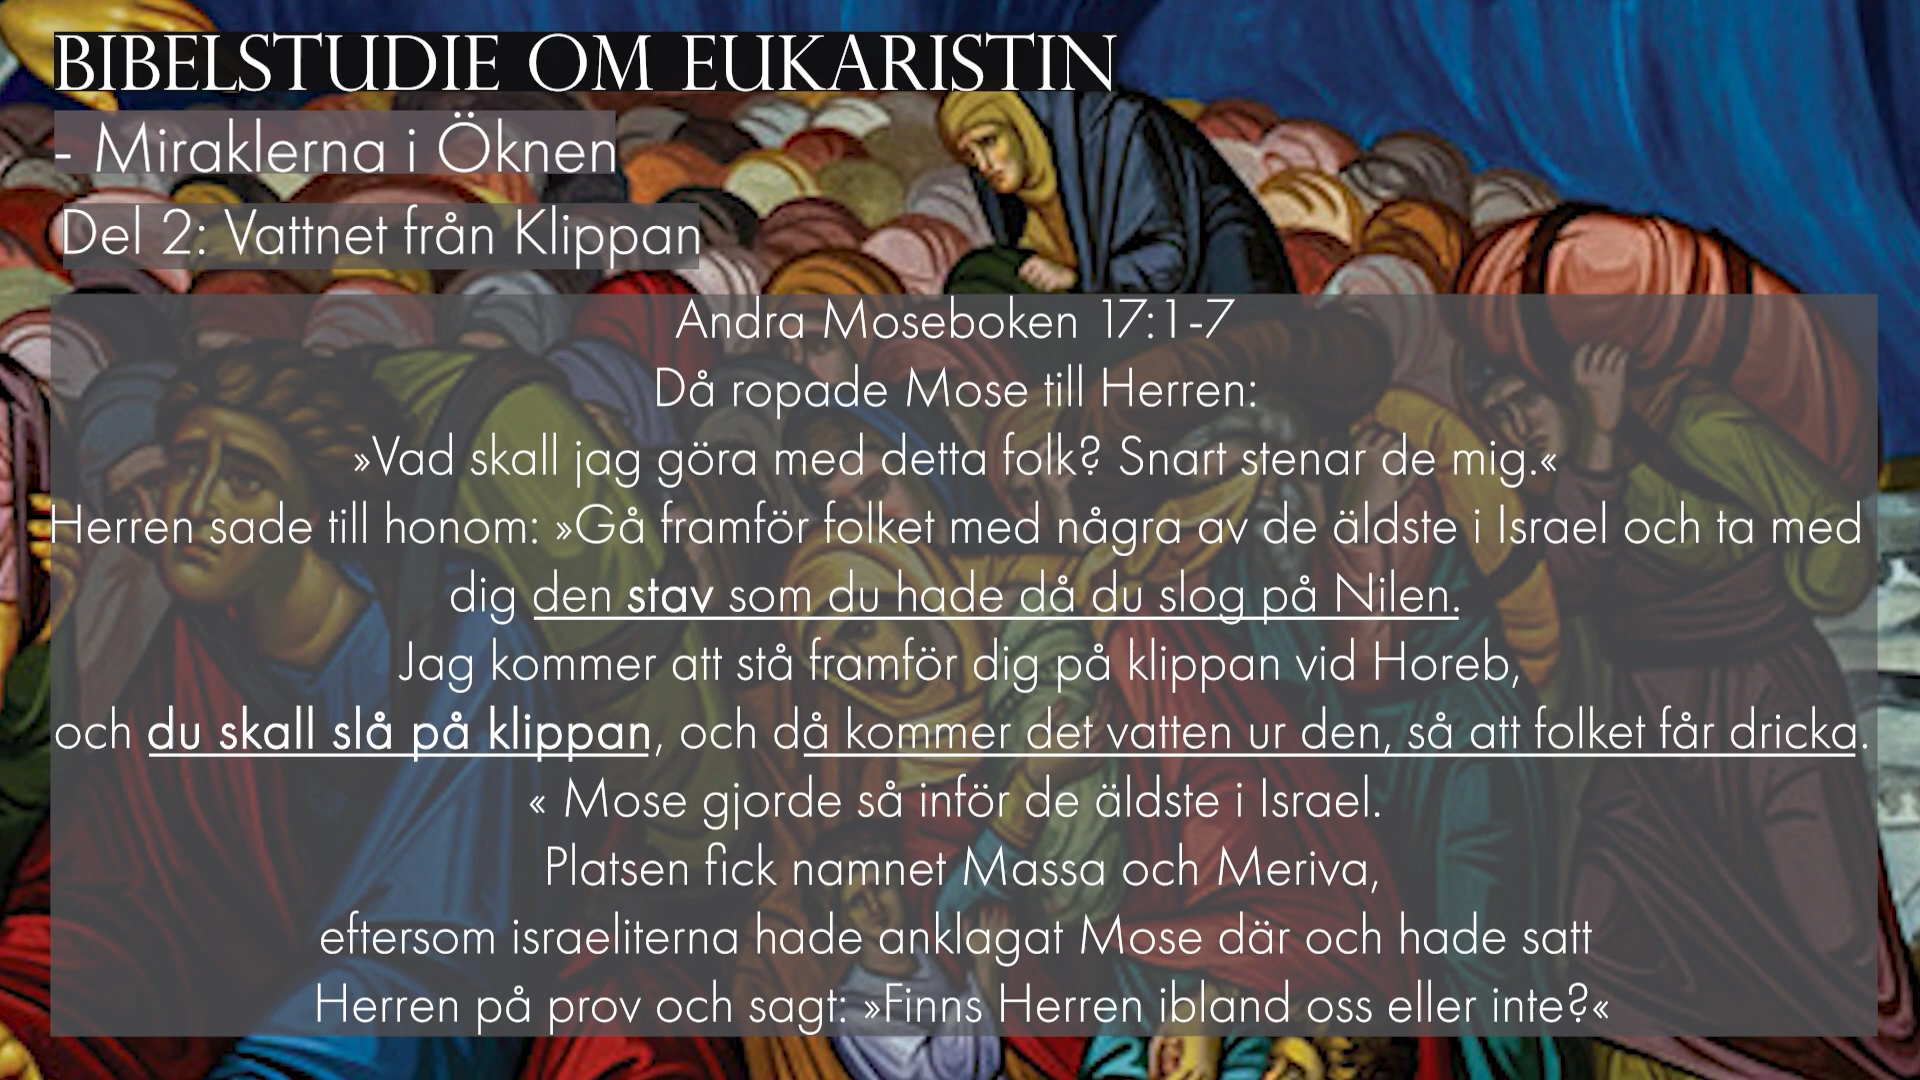 BIBELSTUDIE OM EUKARISTIN
- Miraklerna i Öknen
Del 2: Vattnet från Klippan
Andra Moseboken 17:1-7
Då ropade Mose till Herren:
»Vad skall jag göra med detta folk? Snart stenar de mig.«
Herren sade till honom: »Gå framför folket med några av de äldste i Israel och ta med
dig den stav som du hade då du slog på Nilen.
Jag kommer att stå framför dig på klippan vid Horeb,
och du skall slå på klippan, och då kommer det vatten ur den, så att folket får dricka.
« Mose gjorde så inför de äldste i Israel.
Platsen fick namnet Massa och Meriva,
eftersom israeliterna hade anklagat Mose där och hade satt
Herren på prov och sagt: »Finns Herren ibland oss eller inte?«